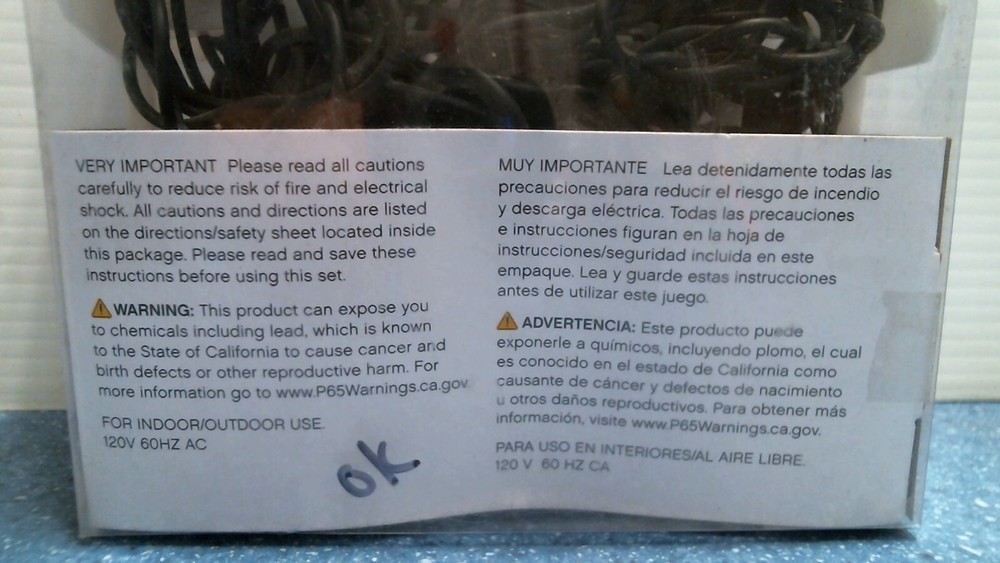 VERY IMPORTANT Please read all cautions
carefully to reduce risk of fire and electrical
shock. All cautions and directions are listed
on the directions/safety sheet located inside
this package. Please read and save these
instructions before using this set.
WARNING: This product can expose you
to chemicals including lead, which is known
to the State of California to cause cancer and
birth defects or other reproductive harm. For
more information go to www.P65Warnings.ca.gov
FOR INDOOR/OUTDOOR USE.
120V 60HZ AC
OK
MUY IMPORTANTE Lea detenidamente todas las
precauciones para reducir el riesgo de incendio
y descarga eléctrica. Todas las precauciones
e instrucciones figuran en la hoja de
instrucciones/seguridad incluida en este
empaque. Lea y guarde estas instrucciones
antes de utilizar este juego.
ADVERTENCIA: Este producto puede
exponerle a químicos, incluyendo plomo, el cual
es conocido en el estado de California como
causante de cáncer y defectos de nacimiento
u otros daños reproductivos. Para obtener más
información, visite www.P65Warnings.ca.gov.
PARA USO EN INTERIORES/AL AIRE LIBRE.
120 V 60 HZ CA